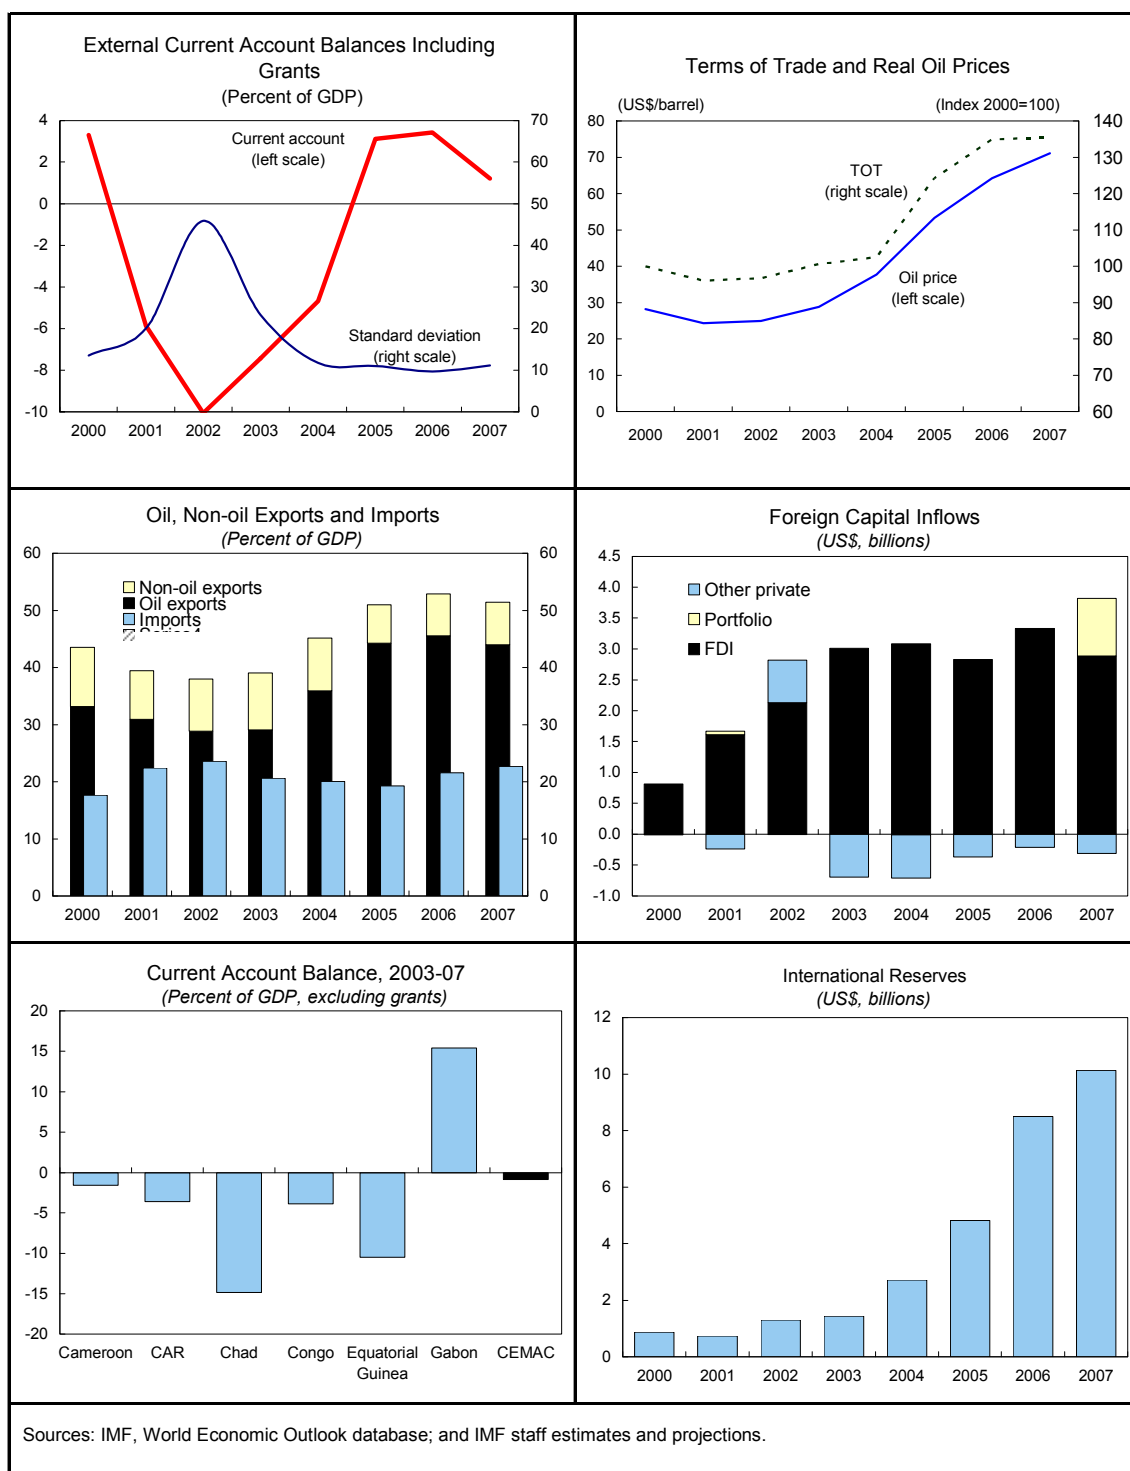 External Current Account Balances Including
Grants
(Percent of GDP)
4
2
0
-2
-4
-6
-8
-10
70
60
50
40
30
20
10
0
Current account
(left scale)
Standard deviation
(right scale)
2000 2001 2002 2003 2004 2005 2006 2007
Terms of Trade and Real Oil Prices
(US$/barrel) (Index 2000=100)
80
70
60
50
40
30
20
10
0
140
130
120
110
100
90
80
70
60
TOT
(right scale)
Oil price
(left scale)
2000 2001 2002 2003 2004 2005 2006 2007
Oil, Non-oil Exports and Imports
(Percent of GDP)
60
50
40
30
20
10
0
60
50
40
30
20
10
0
Non-oil exports
Oil exports
Imports
Series4
2000 2001 2002 2003 2004 2005 2006 2007
Foreign Capital Inflows
(US$, billions)
4.5
4.0
3.5
3.0
2.5
2.0
1.5
1.0
0.5
0.0
-0.5
-1.0
Other private
Portfolio
FDI
2000 2001 2002 2003 2004 2005 2006 2007
Current Account Balance, 2003-07
(Percent of GDP, excluding grants)
20
15
10
5
0
-5
-10
-15
-20
Cameroon CAR Chad Congo Equatorial Gabon CEMAC
Guinea
International Reserves
(US$, billions)
12
10
8
6
4
2
0
2000 2001 2002 2003 2004 2005 2006 2007
Sources: IMF, World Economic Outlook database; and IMF staff estimates and projections.